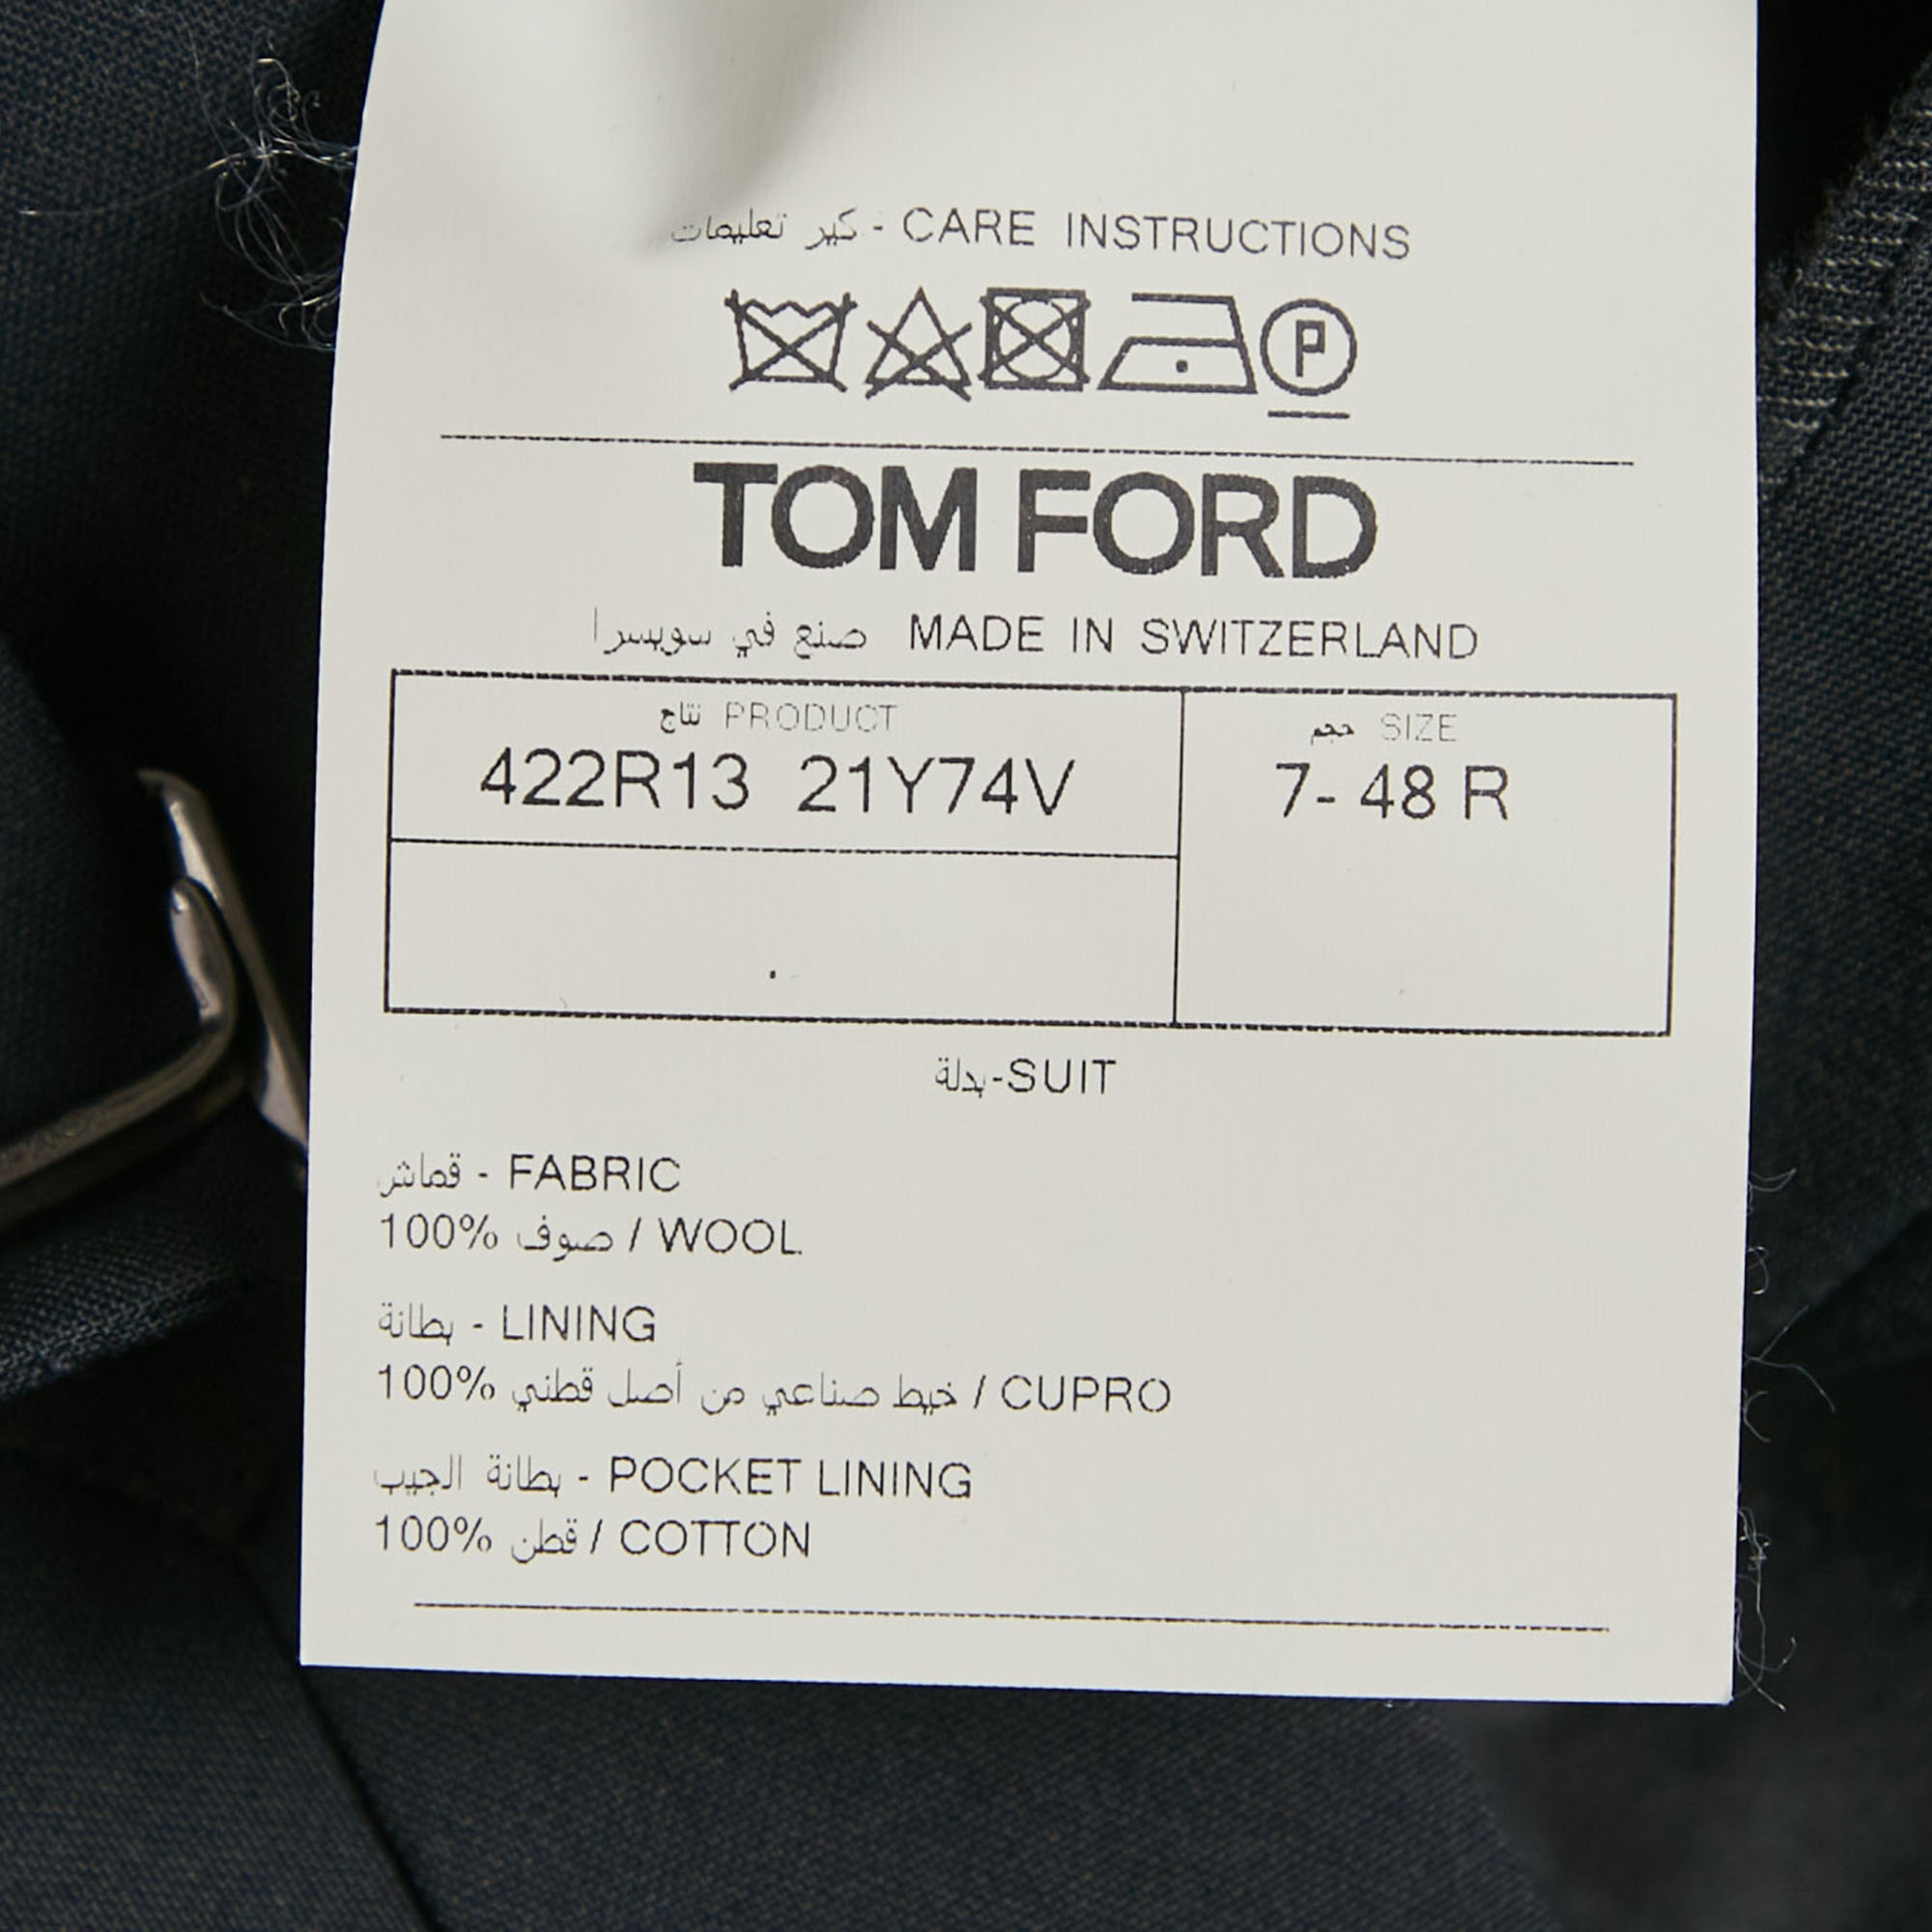 كير تعليمات - CARE INSTRUCTIONS
P
TOM FORD
صنع في سويسرا MADE IN SWITZERLAND
نتاج PRODUCT
422R13 21Y74V
حجم SIZE
7- 48 R
بدلة-SUIT
قماش - FABRIC
100% صوف / WOOL
بطانة - LINING
100% خيط صناعي من أصل قطني / CUPRO
بطانة الجيب - POCKET LINING
100% قطن / COTTON